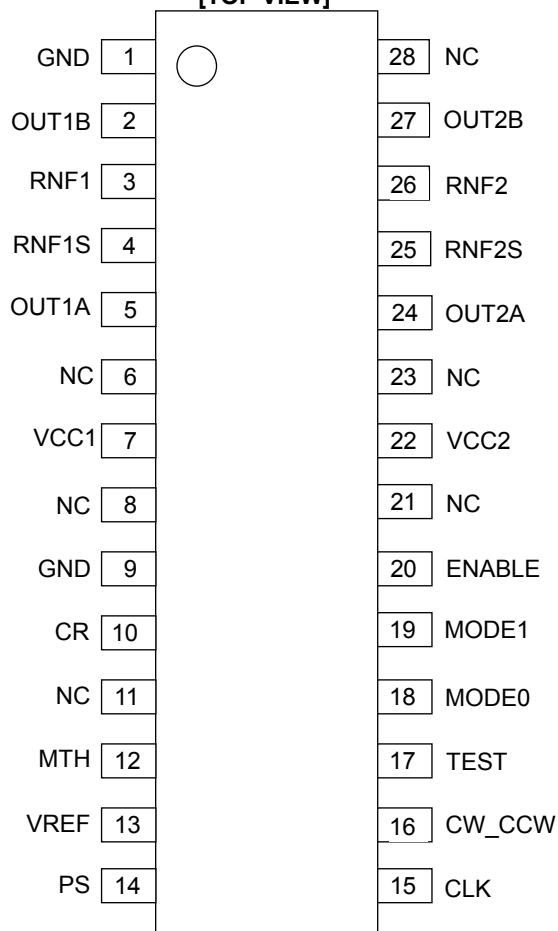 [TOP VIEW]
GND 1 28 NC
OUT1B 2 27 OUT2B
RNF1 3 26 RNF2
RNF1S 4 25 RNF2S
OUT1A 5 24 OUT2A
NC 6 23 NC
VCC1 7 22 VCC2
NC 8 21 NC
GND 9 20 ENABLE
CR 10 19 MODE1
NC 11 18 MODE0
MTH 12 17 TEST
VREF 13 16 CW_CCW
PS 14 15 CLK